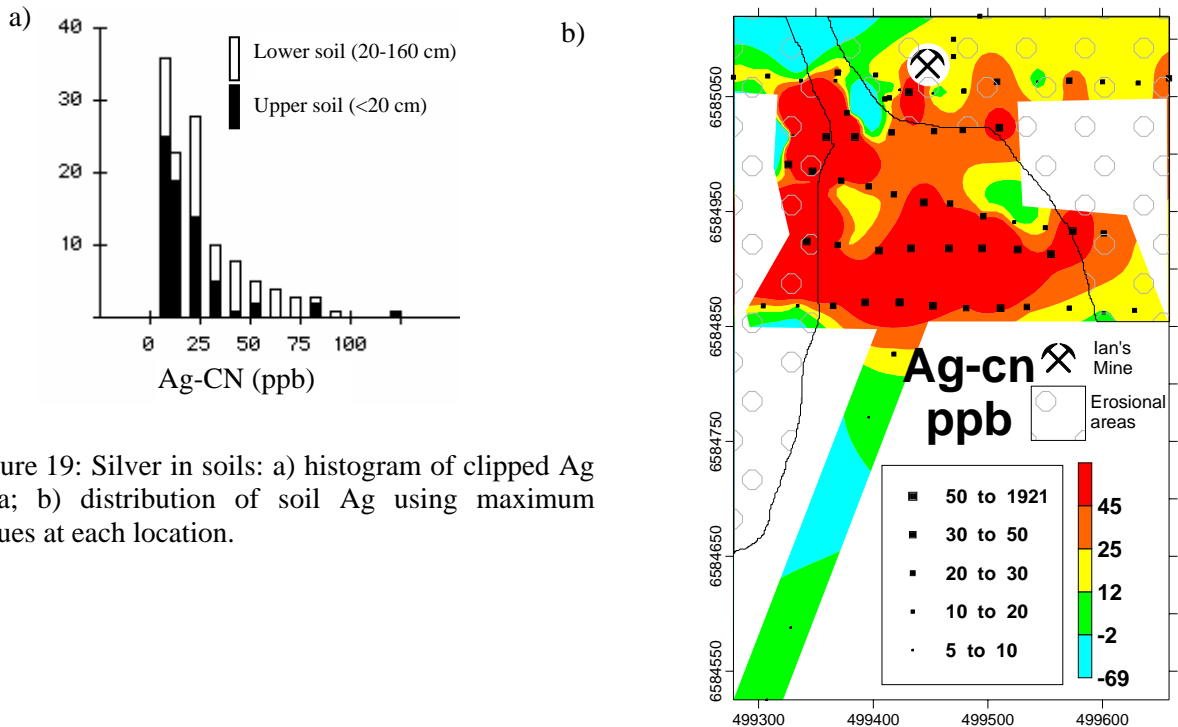 a)
40
30
20
10
Lower soil (20-160 cm)
Upper soil (<20 cm)
0 25 50 75 100
Ag-CN (ppb)
ure 19: Silver in soils: a) histogram of clipped Ag
a; b) distribution of soil Ag using maximum
ues at each location.
b)
6585050
6584950
6584850
6584750
6584650
6584550
Ag-cn
ppb
Ian's
Mine
Erosional
areas
50 to 1921
30 to 50
20 to 30
10 to 20
5 to 10
45
25
12
-2
-69
499300 499400 499500 499600